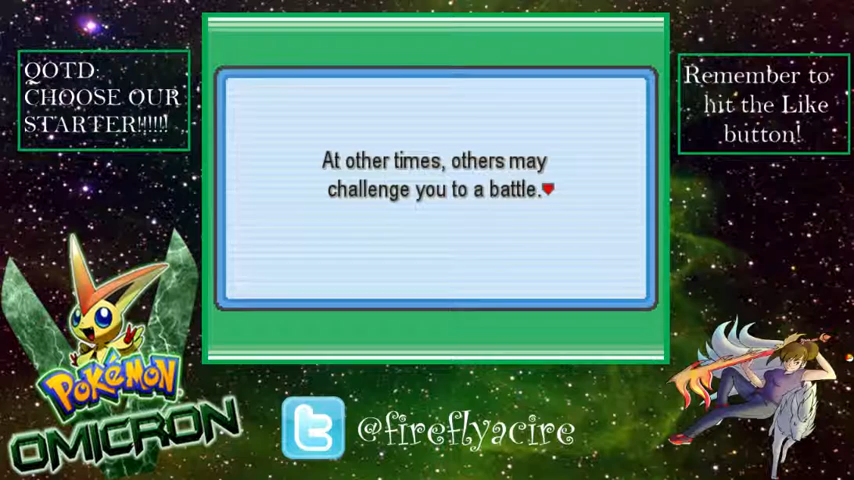 QOTD:
CHOOSE OUR
STARTER!!!!!!
At other times, others may
challenge you to a battle.
Remember to
hit the Like
button!
POKéMON
OMICRON
@fireflyacire